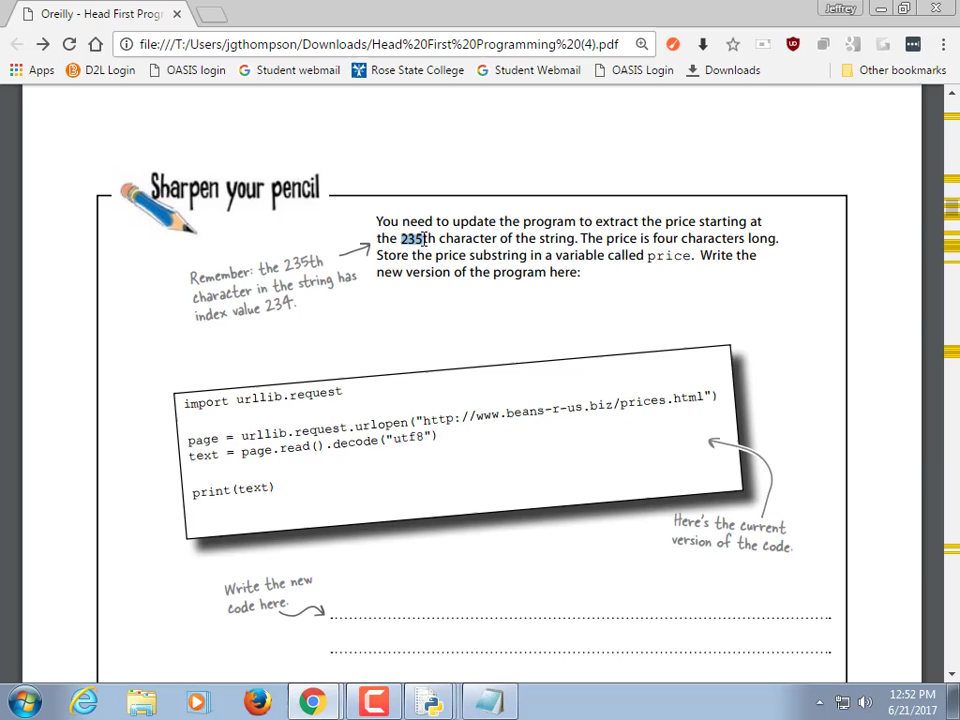 Oreilly - Head First Prog
Jeffrey
file:///T:/Users/jgthompson/Downloads/Head%20First%20Programming%20(4).pdf
Apps D2L Login OASIS login Student webmail Rose State College Student Webmail OASIS Login Downloads Other bookmarks
Sharpen your pencil
You need to update the program to extract the price starting at
the 235th character of the string. The price is four characters long.
Store the price substring in a variable called price. Write the
new version of the program here:
Remember: the 235th
character in the string has
index value 234.
import urllib.request
page = urllib.request.urlopen("http://www.beans-r-us.biz/prices.html")
text = page.read().decode("utf8")
print(text)
Here's the current
version of the code.
Write the new
code here.
12:52 PM
6/21/2017